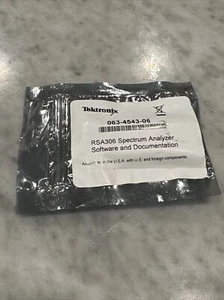 Tektronix
063-4543-06
RSA306 Spectrum Analyzer
Software and Documentation
in the U.S.A. with U.S. and foreign components